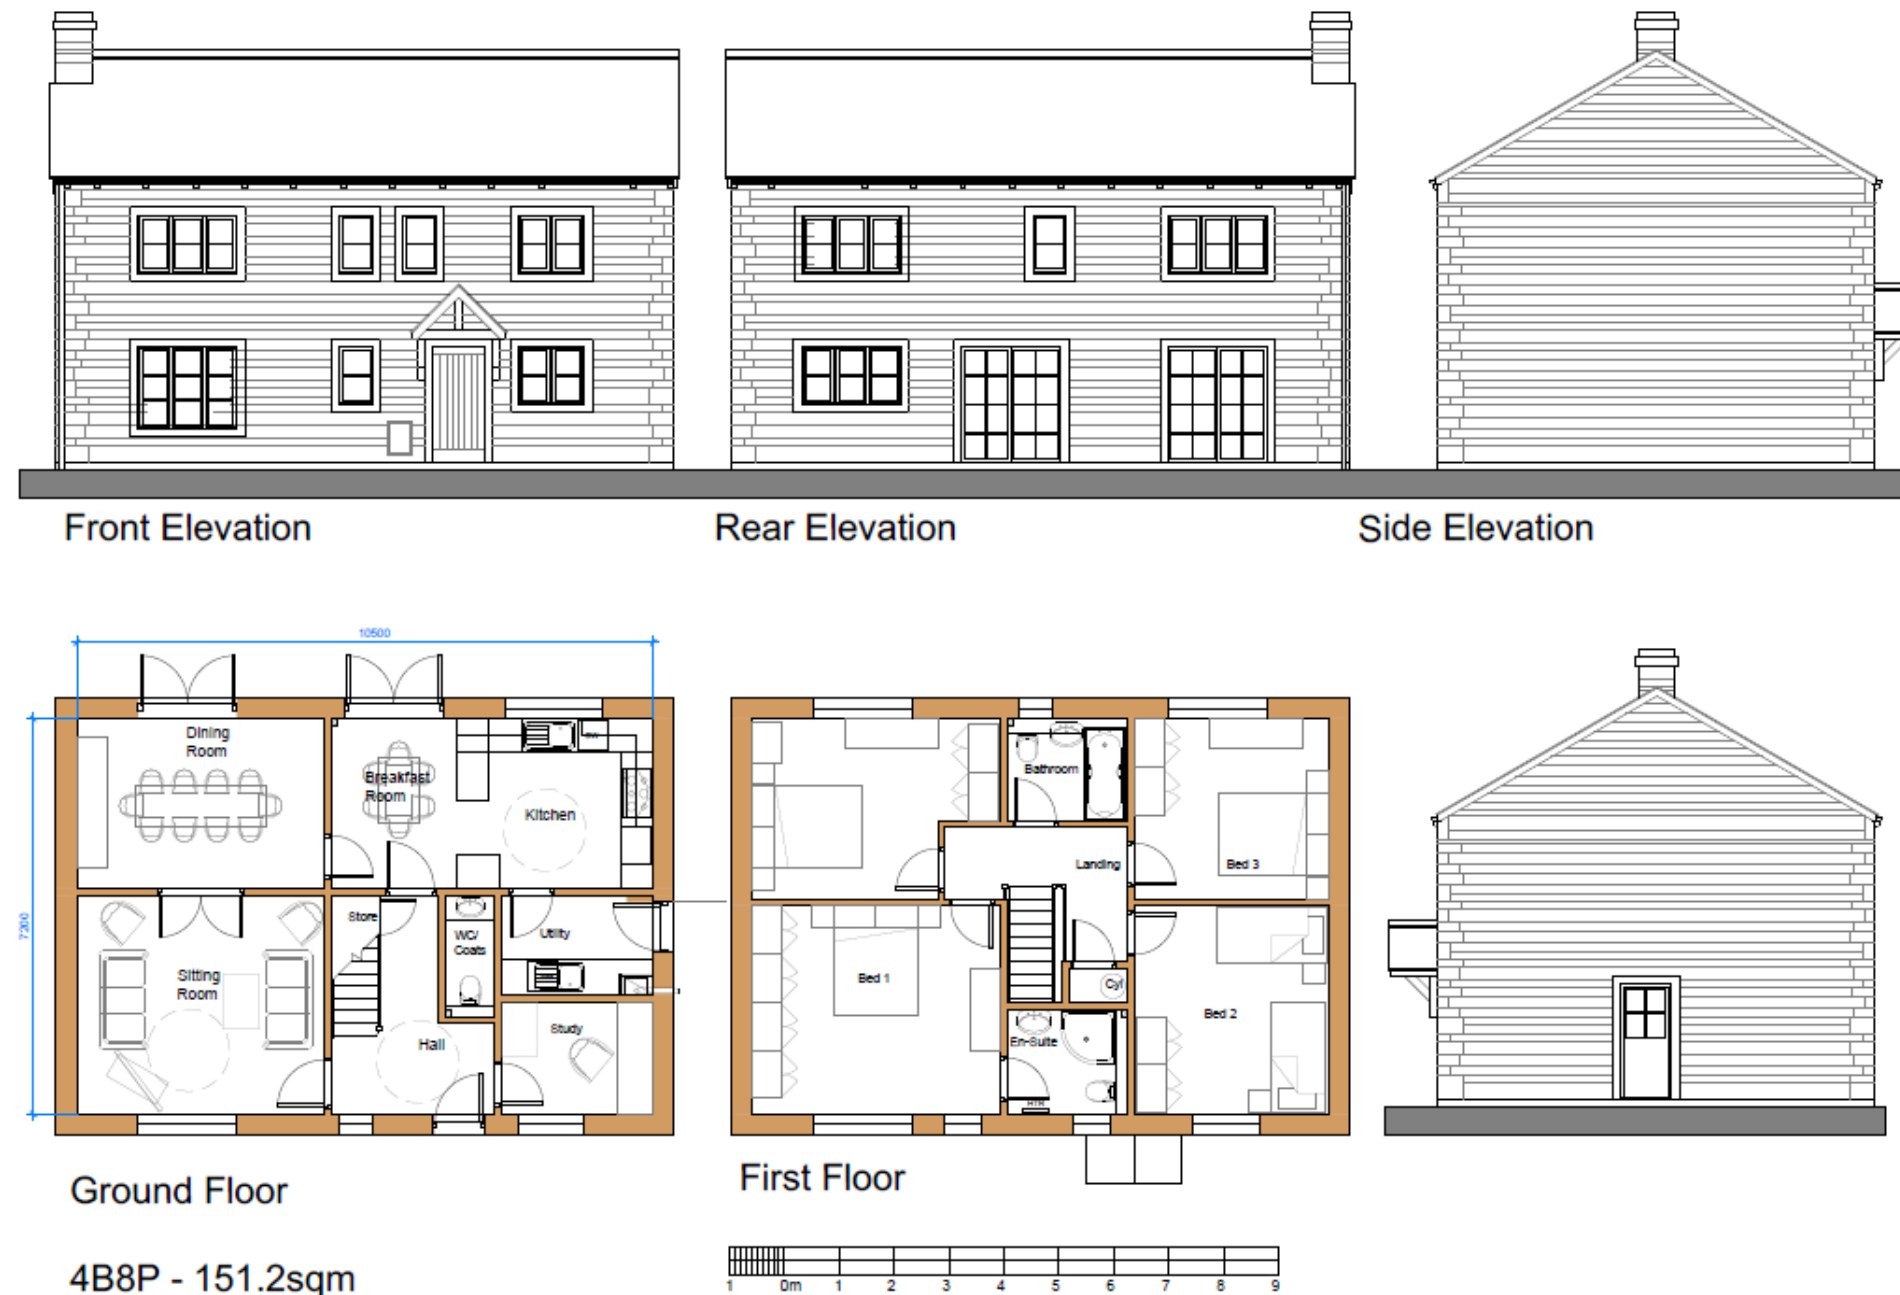 Front Elevation
Rear Elevation
Side Elevation
10500
7200
Dining
Room
Breakfast
Room
Kitchen
Store
WC/
Coats
Utility
Sitting
Room
Hall
Study
Bathroom
Landing
Bed 3
Bed 1
Cyl
Bed 2
En-Suite
Ground Floor
First Floor
4B8P - 151.2sqm
1 0m 1 2 3 4 5 6 7 8 9